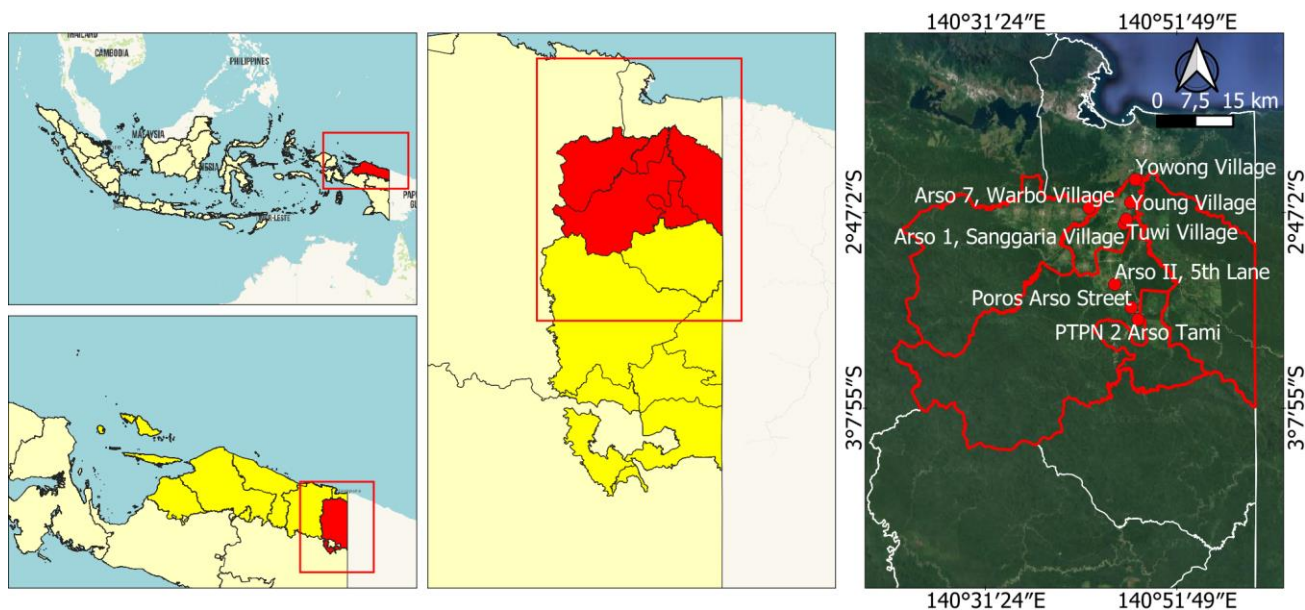 THAILAND
CAMBODIA
PHILIPPINES
MALAYSIA
140°31′24″E 140°51′49″E
0 7,5 15 km
Yowong Village
Arso 7, Warbo Village
Young Village
Arso 1, Sanggaria Village
Tuwi Village
Arso II, 5th Lane
Poros Arso Street
PTPN 2 Arso Tami
2°47′2″S
2°47′2″S
3°7′55″S
3°7′55″S
140°31′24″E 140°51′49″E